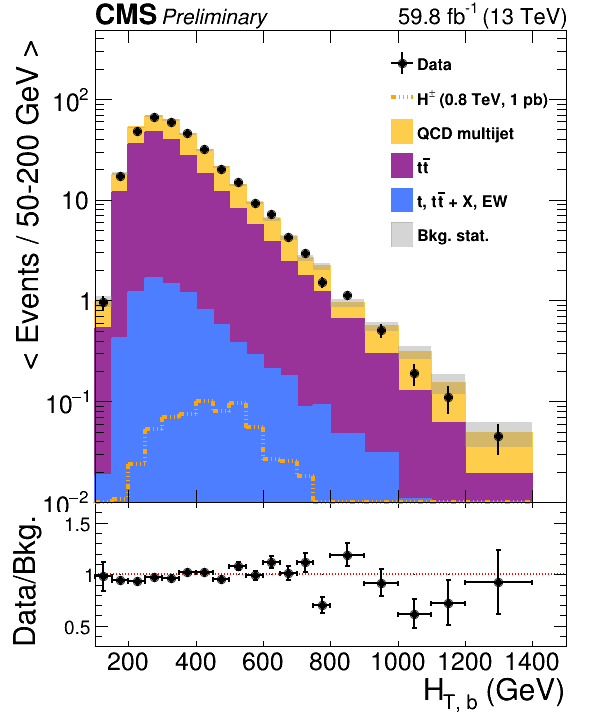 CMS Preliminary 59.8 fb⁻¹ (13 TeV)
< Events / 50-200 GeV >
10²
10
1
10⁻¹
10⁻²
Data
H± (0.8 TeV, 1 pb)
QCD multijet
tt̅
t, tt̅ + X, EW
Bkg. stat.
Data/Bkg.
1.5
1
0.5
200 400 600 800 1000 1200 1400
H_T, b (GeV)